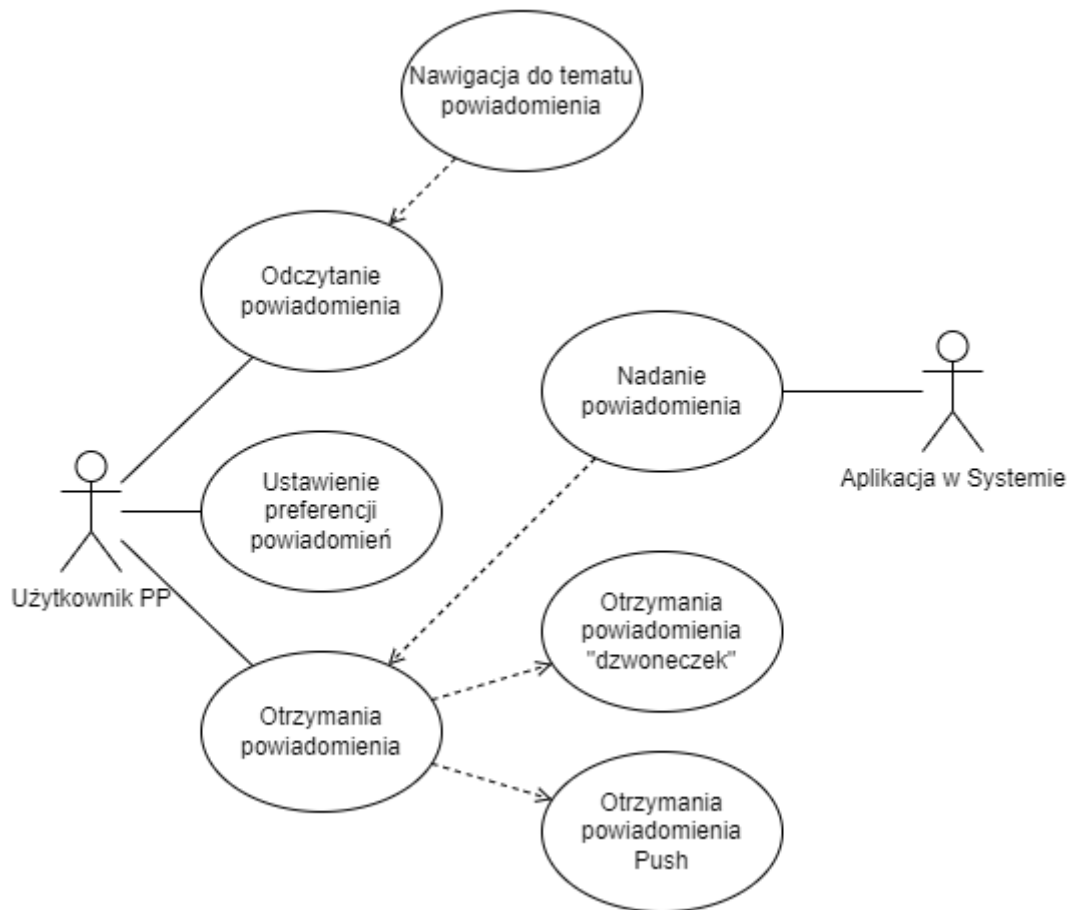 Nawigacja do tematu
powiadomienia
Odczytanie
powiadomienia
Nadanie
powiadomienia
Aplikacja w Systemie
Ustawienie
preferencji
powiadomień
Użytkownik PP
Otrzymania
powiadomienia
"dzwoneczek"
Otrzymania
powiadomienia
Otrzymania
powiadomienia
Push